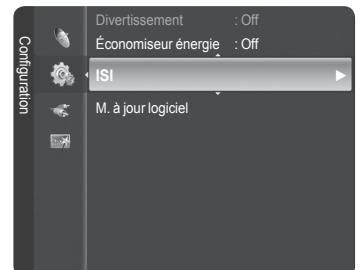 Configuration
Divertissement : Off
Économiseur énergie : Off
ISI
M. à jour logiciel